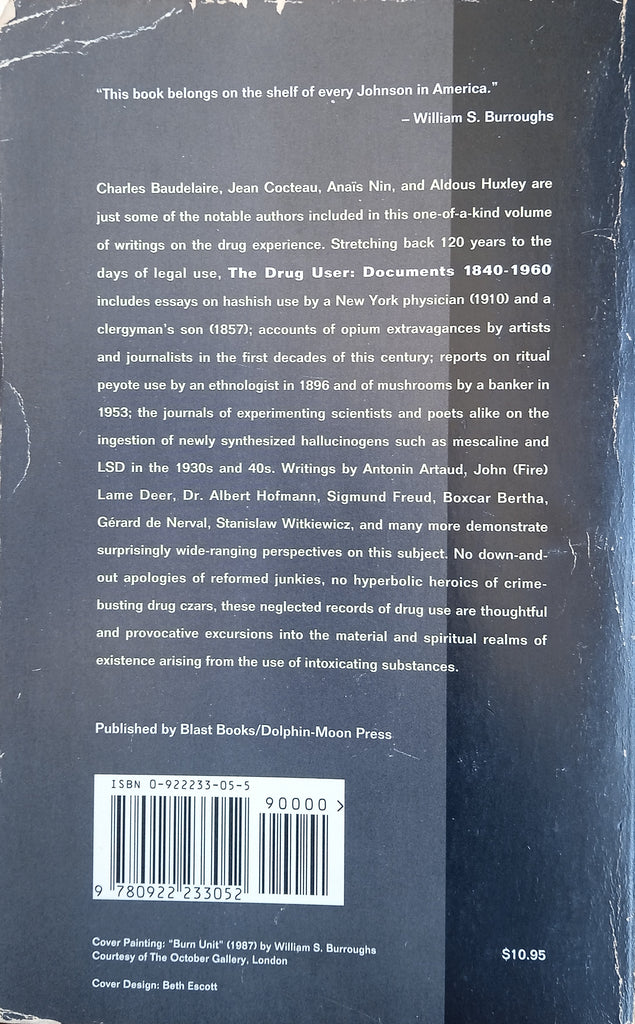 “This book belongs on the shelf of every Johnson in America.”
– William S. Burroughs
Charles Baudelaire, Jean Cocteau, Anaïs Nin, and Aldous Huxley are
just some of the notable authors included in this one-of-a-kind volume
of writings on the drug experience. Stretching back 120 years to the
days of legal use, The Drug User: Documents 1840-1960
includes essays on hashish use by a New York physician (1910) and a
clergyman's son (1857); accounts of opium extravagances by artists
and journalists in the first decades of this century; reports on ritual
peyote use by an ethnologist in 1896 and of mushrooms by a banker in
1953; the journals of experimenting scientists and poets alike on the
ingestion of newly synthesized hallucinogens such as mescaline and
LSD in the 1930s and 40s. Writings by Antonin Artaud, John (Fire)
Lame Deer, Dr. Albert Hofmann, Sigmund Freud, Boxcar Bertha,
Gérard de Nerval, Stanislaw Witkiewicz, and many more demonstrate
surprisingly wide-ranging perspectives on this subject. No down-and-
out apologies of reformed junkies, no hyperbolic heroics of crime-
busting drug czars, these neglected records of drug use are thoughtful
and provocative excursions into the material and spiritual realms of
existence arising from the use of intoxicating substances.
Published by Blast Books/Dolphin-Moon Press
ISBN 0-922233-05-5
90000 >
9 780922 233052
Cover Painting: “Burn Unit” (1987) by William S. Burroughs
Courtesy of The October Gallery, London
$10.95
Cover Design: Beth Escott